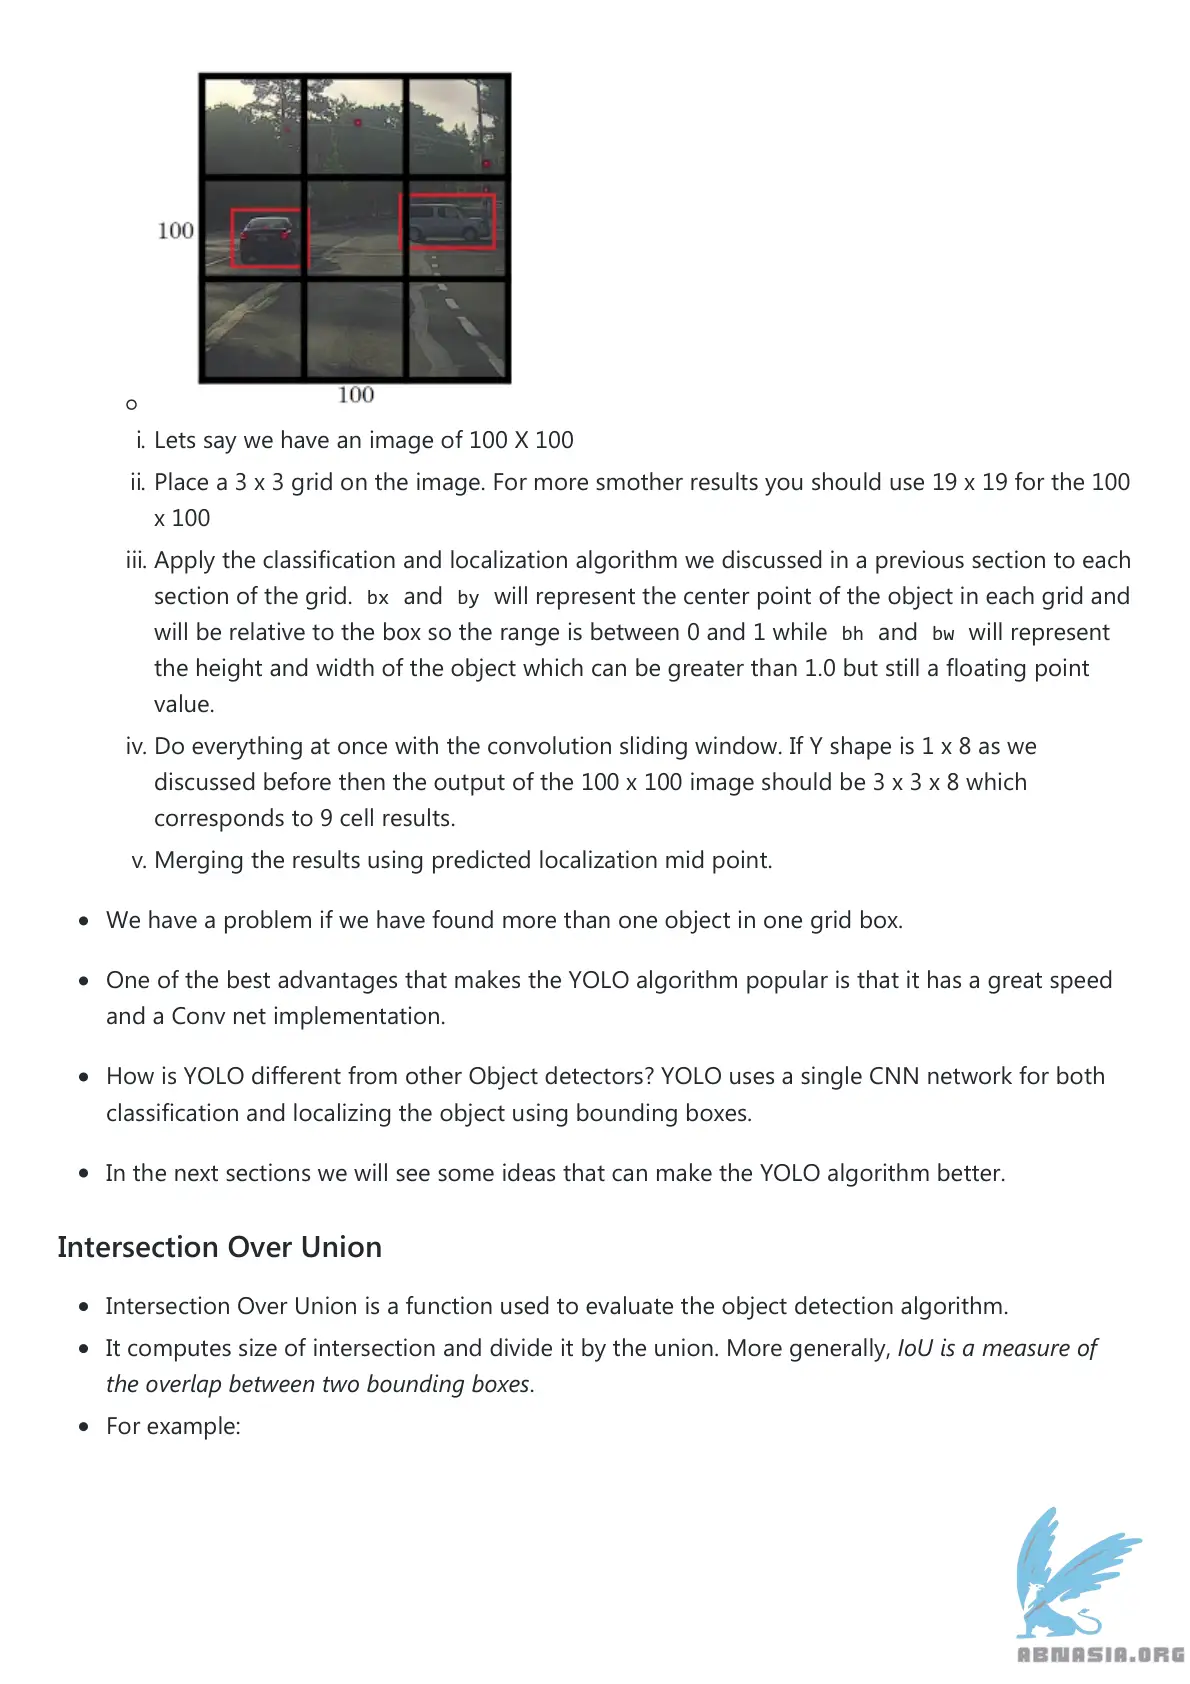 100
100
i. Lets say we have an image of 100 X 100
ii. Place a 3 x 3 grid on the image. For more smother results you should use 19 x 19 for the 100
x 100
iii. Apply the classification and localization algorithm we discussed in a previous section to each
section of the grid. bx and by will represent the center point of the object in each grid and
will be relative to the box so the range is between 0 and 1 while bh and bw will represent
the height and width of the object which can be greater than 1.0 but still a floating point
value.
iv. Do everything at once with the convolution sliding window. If Y shape is 1 x 8 as we
discussed before then the output of the 100 x 100 image should be 3 x 3 x 8 which
corresponds to 9 cell results.
v. Merging the results using predicted localization mid point.
• We have a problem if we have found more than one object in one grid box.
• One of the best advantages that makes the YOLO algorithm popular is that it has a great speed
and a Conv net implementation.
• How is YOLO different from other Object detectors? YOLO uses a single CNN network for both
classification and localizing the object using bounding boxes.
• In the next sections we will see some ideas that can make the YOLO algorithm better.
Intersection Over Union
• Intersection Over Union is a function used to evaluate the object detection algorithm.
• It computes size of intersection and divide it by the union. More generally, IoU is a measure of
the overlap between two bounding boxes.
• For example:
ABNASIA.ORG